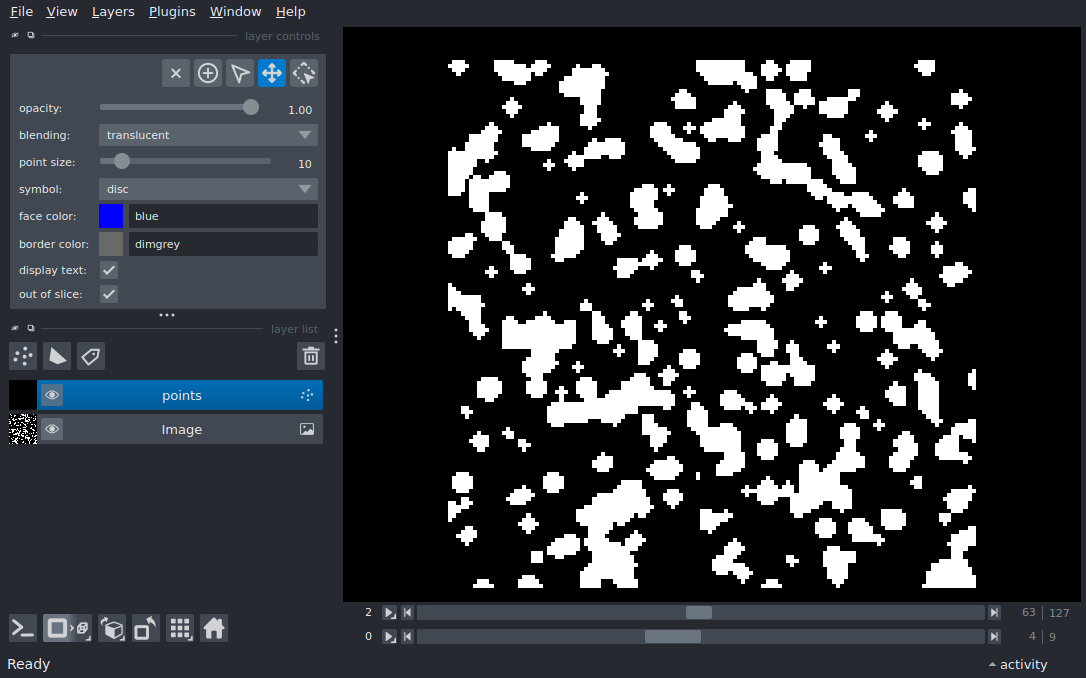 File View Layers Plugins Window Help
layer controls
opacity: 1.00
blending: translucent
point size: 10
symbol: disc
face color: blue
border color: dimgrey
display text:
out of slice:
layer list
points
Image
2 63 127
0 4 9
Ready activity